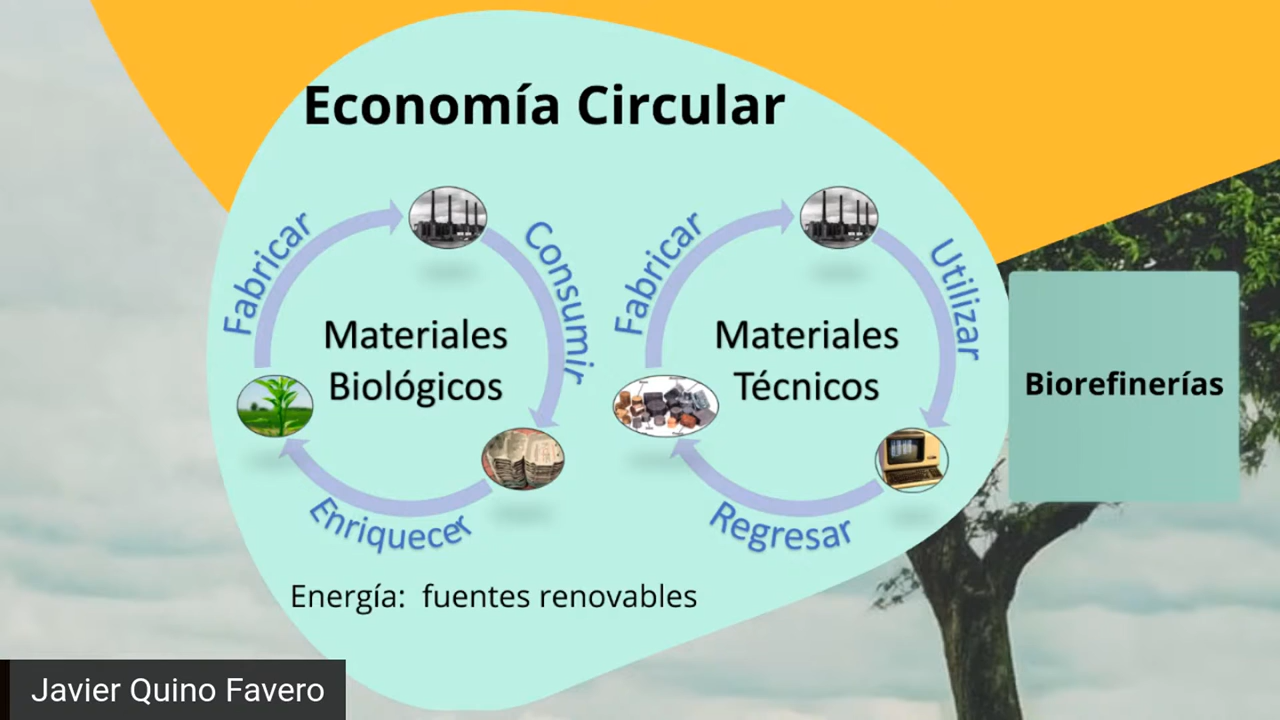 Economía Circular
Fabricar
Consumir
Materiales
Biológicos
Enriquecer
Fabricar
Utilizar
Materiales
Técnicos
Regresar
Biorefinerías
Energía: fuentes renovables
Javier Quino Favero